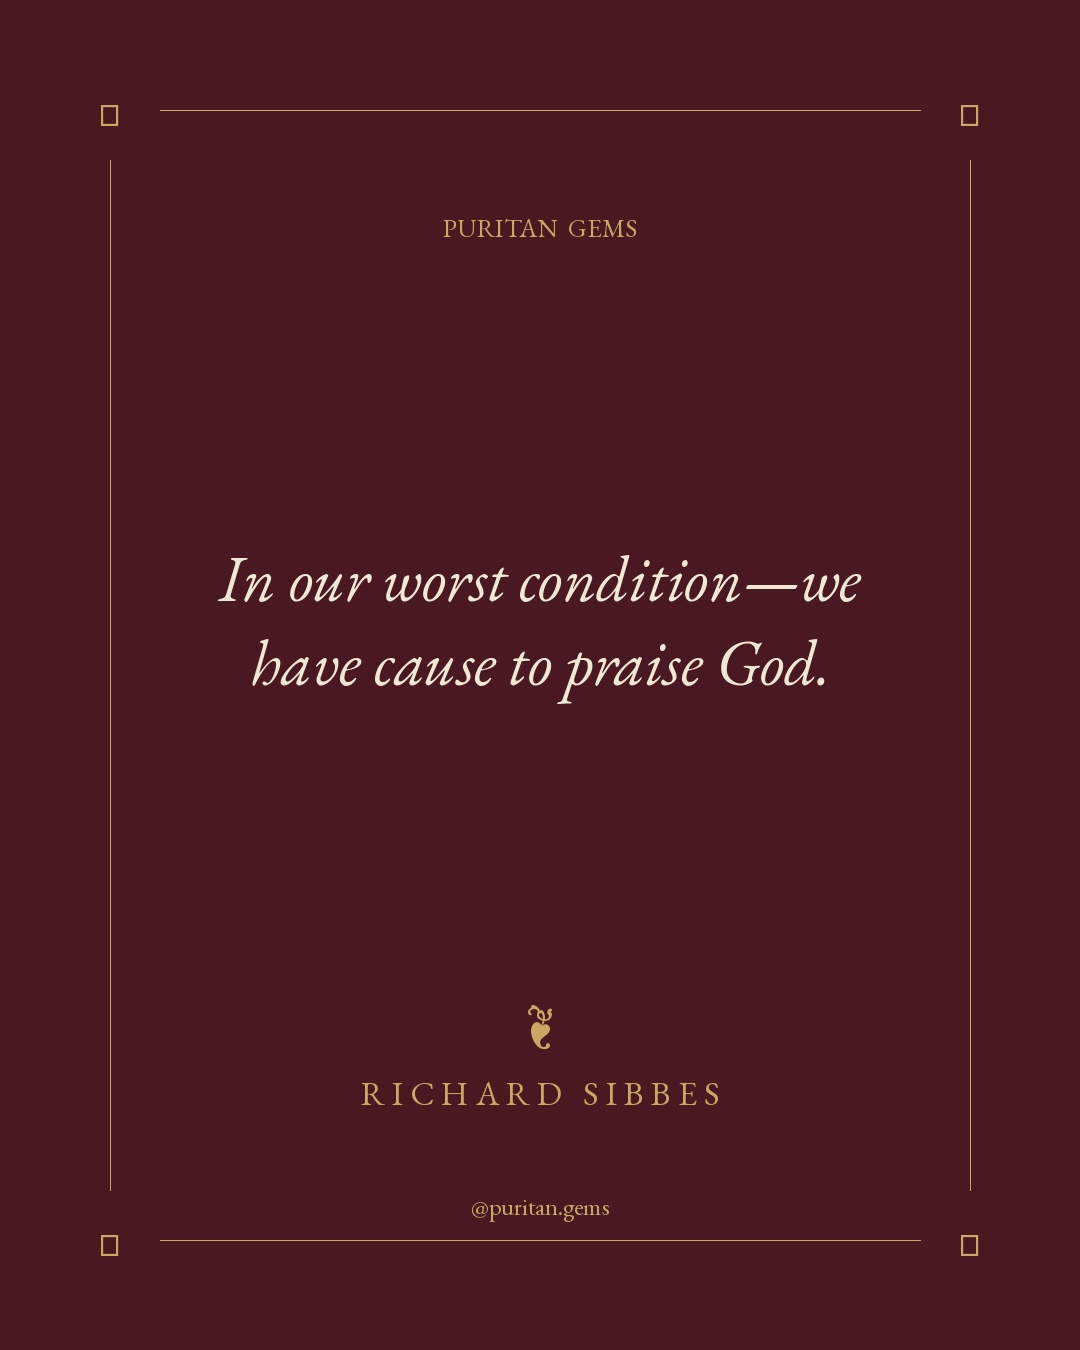 PURITAN GEMS
In our worst condition—we
have cause to praise God.
❦
RICHARD SIBBES
@puritan.gems